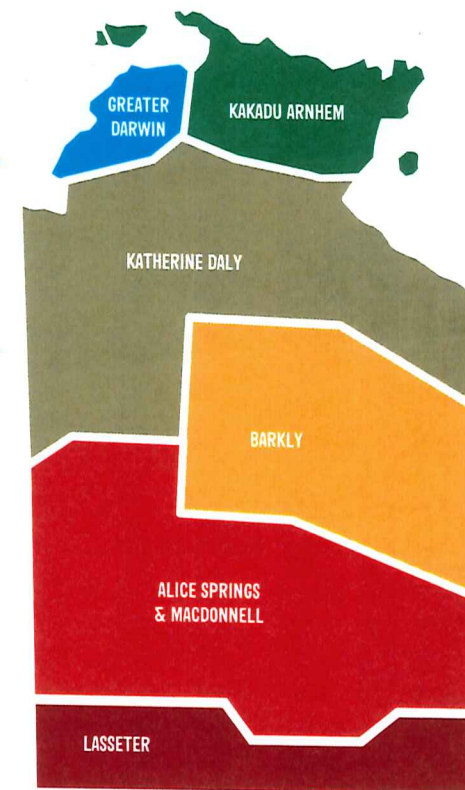 GREATER
DARWIN
KAKADU ARNHEM
KATHERINE DALY
BARKLY
ALICE SPRINGS
& MACDONNELL
LASSETER